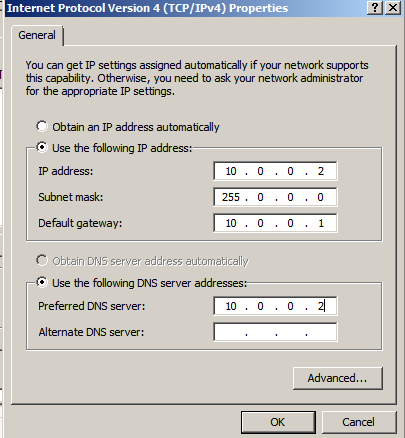 Internet Protocol Version 4 (TCP/IPv4) Properties
General
You can get IP settings assigned automatically if your network supports
this capability. Otherwise, you need to ask your network administrator
for the appropriate IP settings.
Obtain an IP address automatically
Use the following IP address:
IP address: 10 . 0 . 0 . 2
Subnet mask: 255 . 0 . 0 . 0
Default gateway: 10 . 0 . 0 . 1
Obtain DNS server address automatically
Use the following DNS server addresses:
Preferred DNS server: 10 . 0 . 0 . 2
Alternate DNS server: . . .
Advanced...
OK Cancel